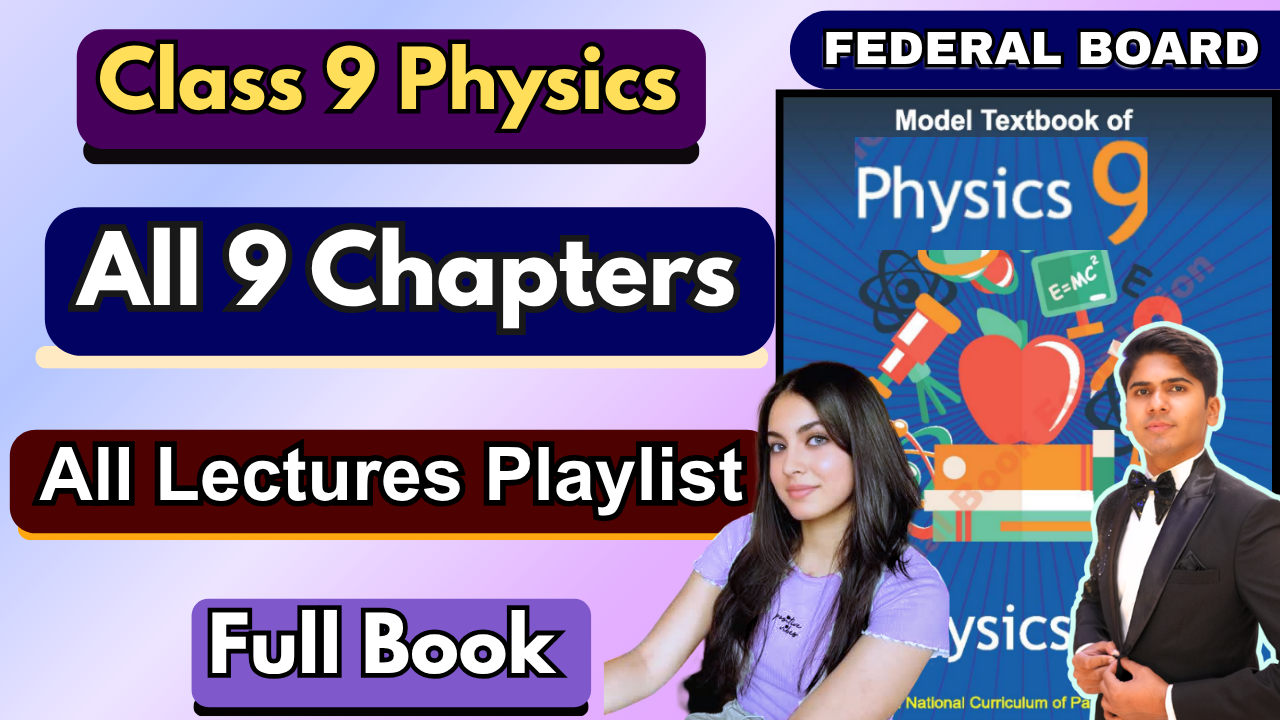 Class 9 Physics
All 9 Chapters
All Lectures Playlist
Full Book
FEDERAL BOARD
Model Textbook of
Physics 9
E=MC²
E
ysics
National Curriculum of Pa